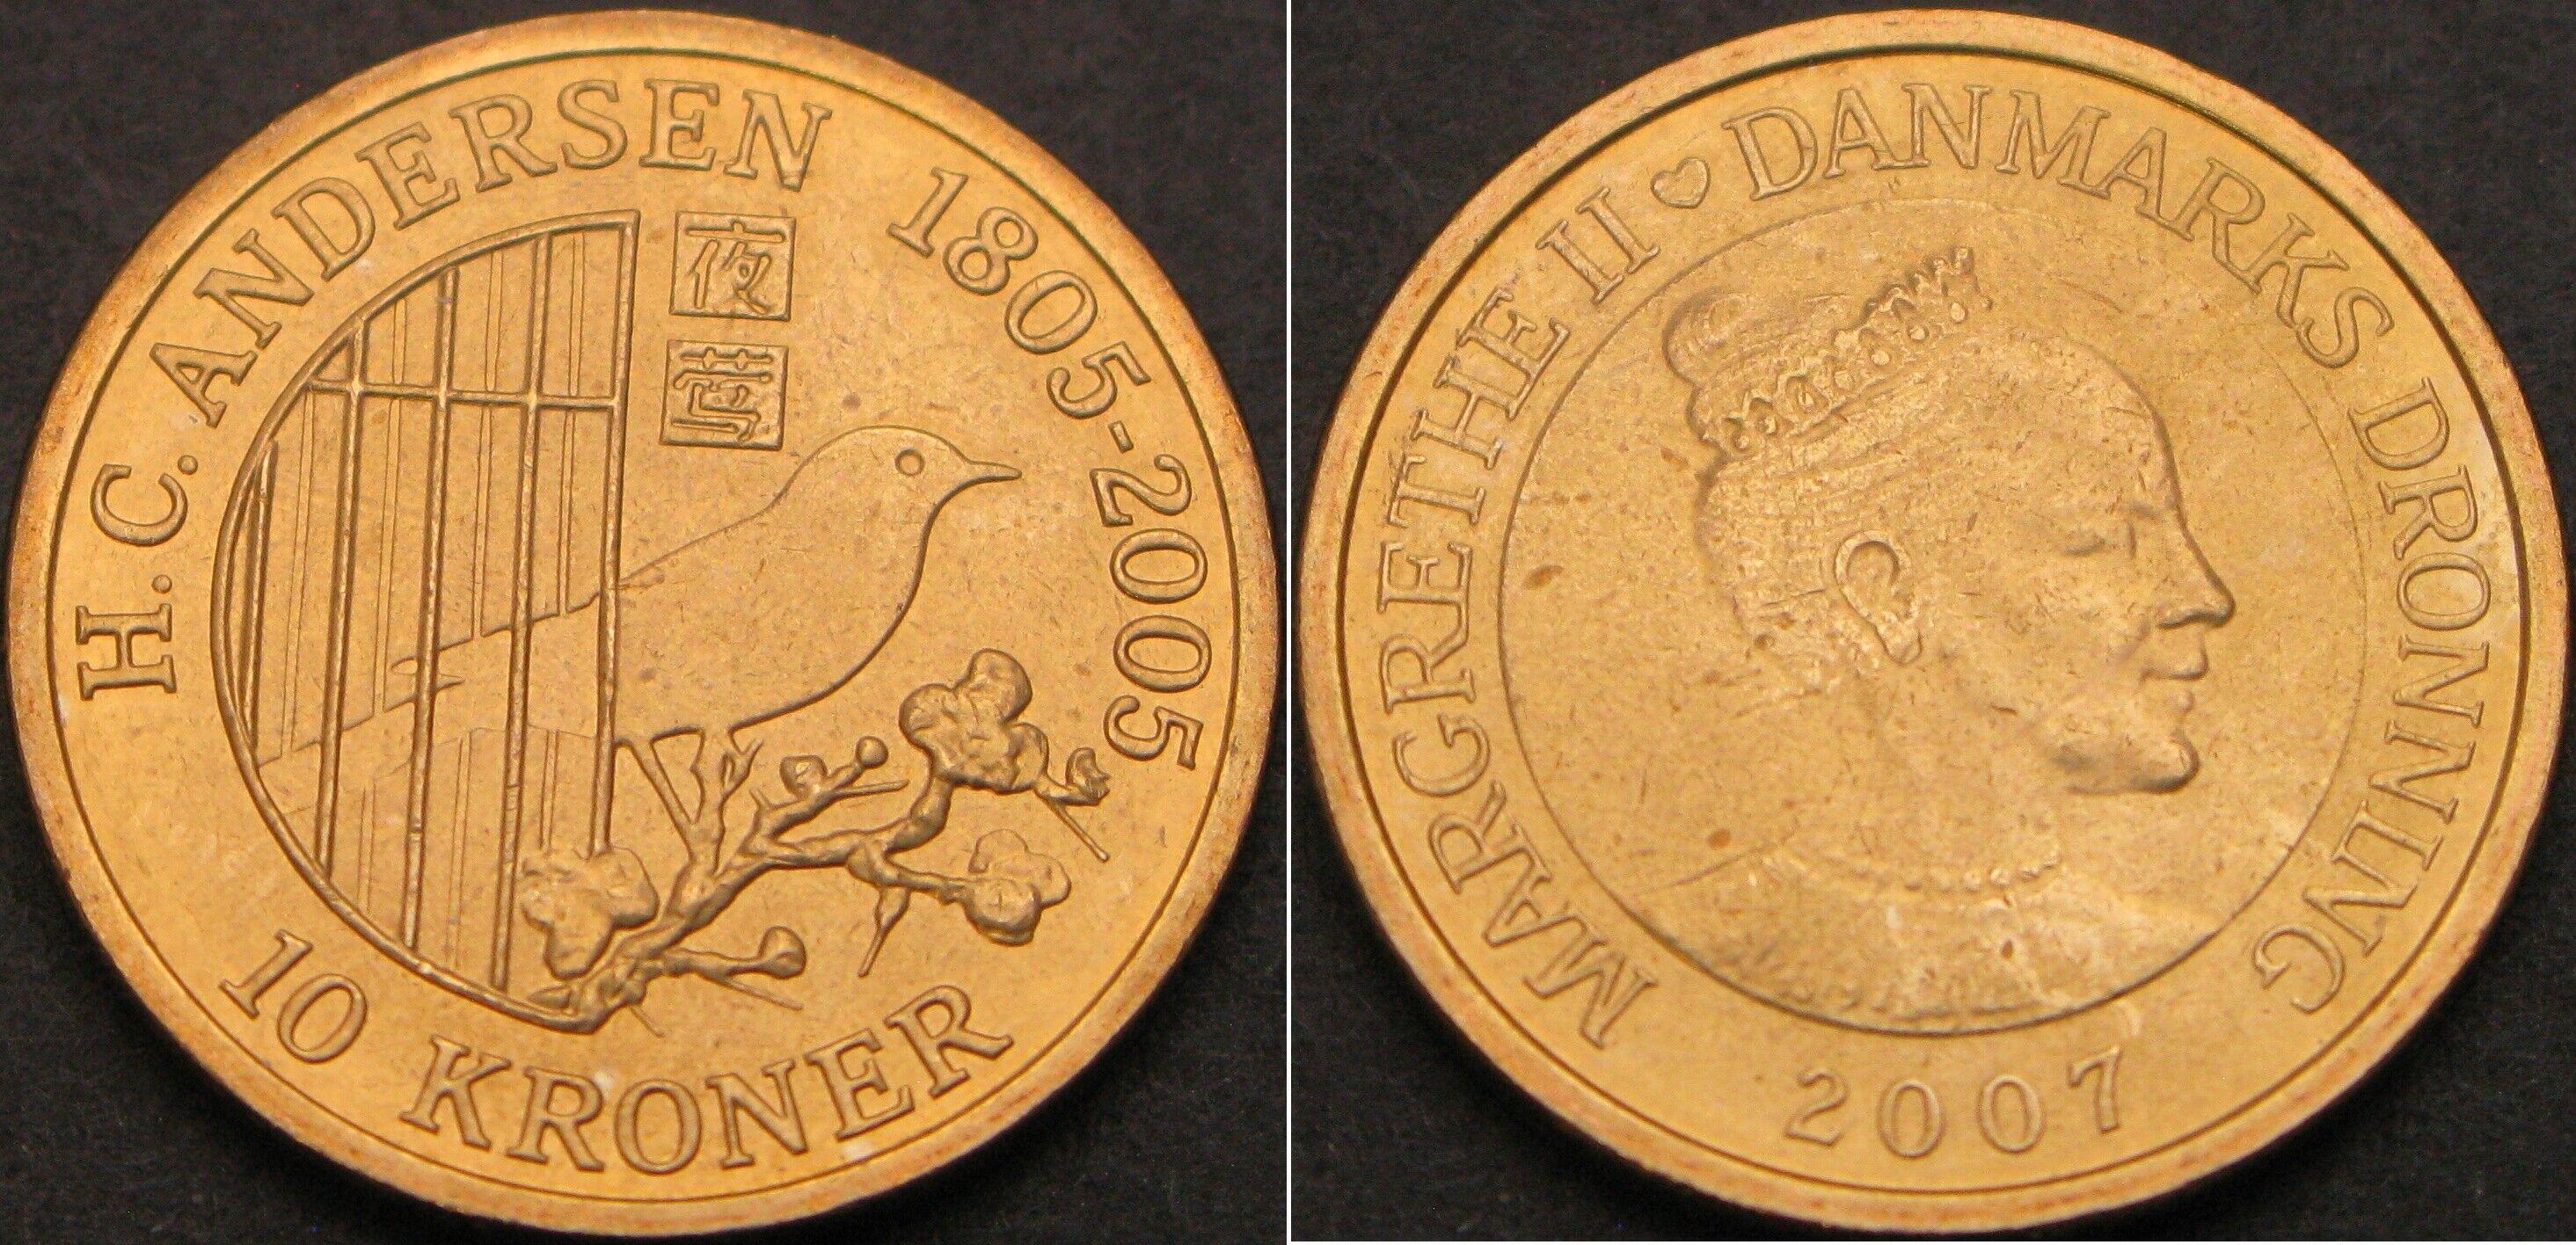 H.C. ANDERSEN 1805-2005
夜
莺
10 KRONER
MARGRETHE II ♥ DANMARKS DRONNING
2007